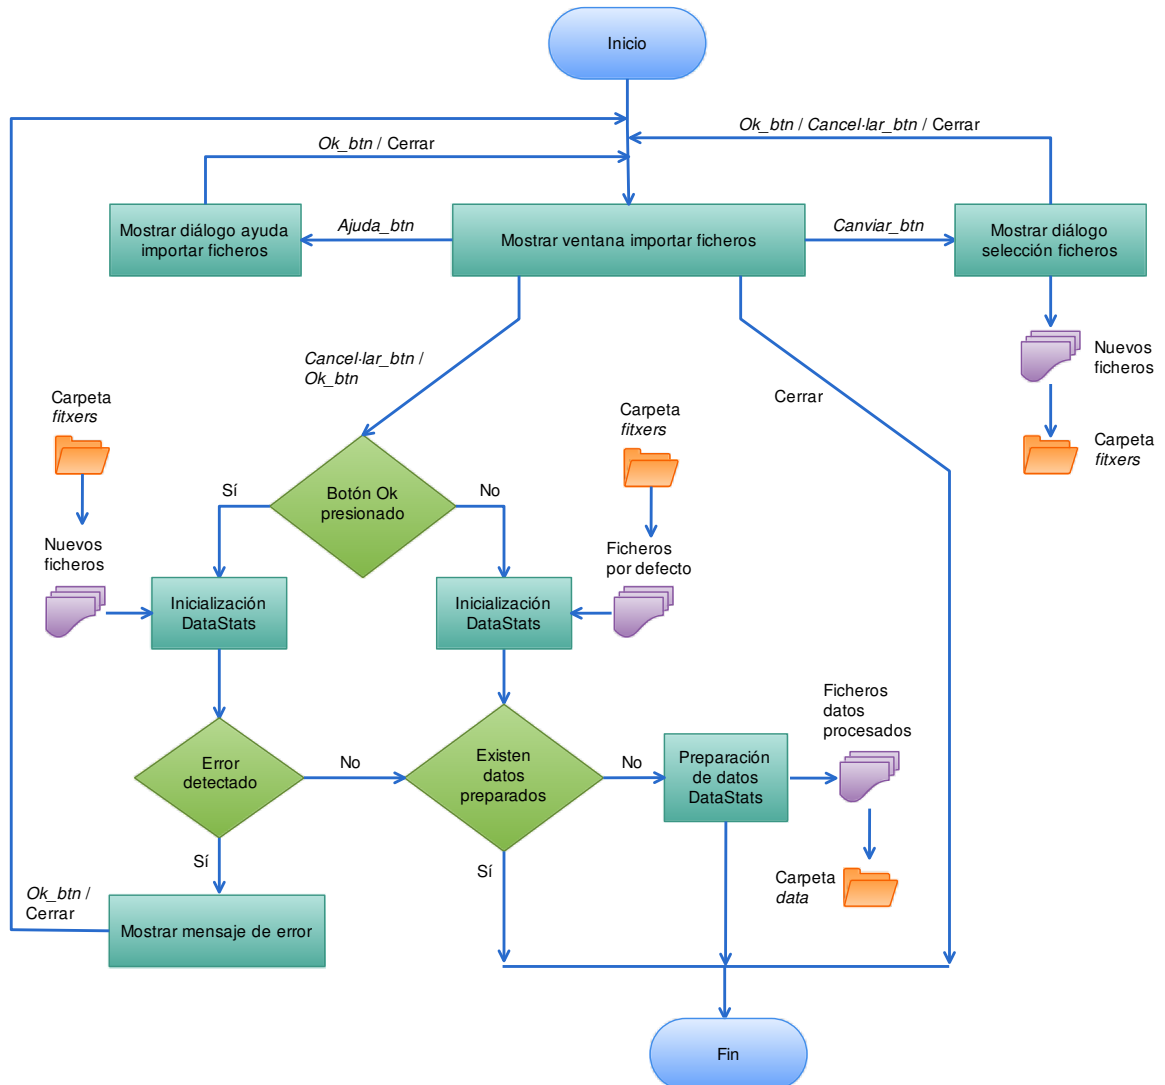 Inicio
Ok_btn / Cancel·lar_btn / Cerrar
Ok_btn / Cerrar
Mostrar diálogo ayuda
importar ficheros
Ajuda_btn
Mostrar ventana importar ficheros
Canviar_btn
Mostrar diálogo
selección ficheros
Nuevos
ficheros
Cancel·lar_btn /
Ok_btn
Cerrar
Carpeta
fitxers
Carpeta
fitxers
Carpeta
fitxers
Sí
Botón Ok
presionado
No
Nuevos
ficheros
Ficheros
por defecto
Inicialización
DataStats
Inicialización
DataStats
Ficheros
datos
procesados
Error
detectado
No
Existen
datos
preparados
No
Preparación
de datos
DataStats
Sí
Sí
Carpeta
data
Ok_btn /
Cerrar
Mostrar mensaje de error
Fin